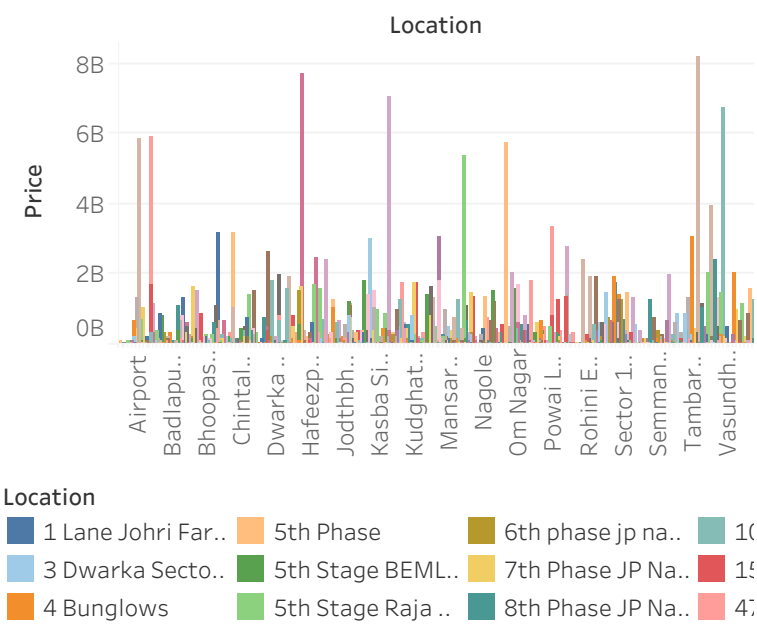 Location
8B
6B
4B
2B
0B
Price
Airport
Badlapu..
Bhoopas..
Chintal..
Dwarka ..
Hafeezp..
Jodthbh..
Kasba Si..
Kudghat..
Mansar..
Nagole
Om Nagar
Powai L..
Rohini E..
Sector 1..
Semman..
Tambar..
Vasundh..
Location
1 Lane Johri Far.. 5th Phase 6th phase jp na.. 10
3 Dwarka Secto.. 5th Stage BEML.. 7th Phase JP Na.. 15
4 Bunglows 5th Stage Raja .. 8th Phase JP Na.. 47